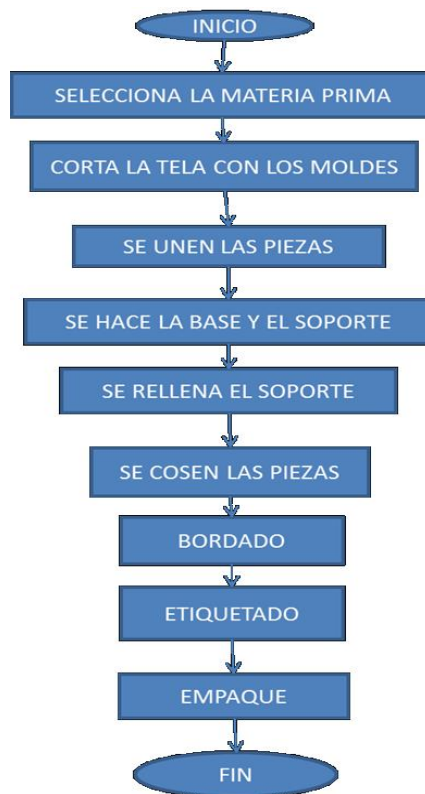 INICIO
SELECCIONA LA MATERIA PRIMA
CORTA LA TELA CON LOS MOLDES
SE UNEN LAS PIEZAS
SE HACE LA BASE Y EL SOPORTE
SE RELLENA EL SOPORTE
SE COSEN LAS PIEZAS
BORDADO
ETIQUETADO
EMPAQUE
FIN